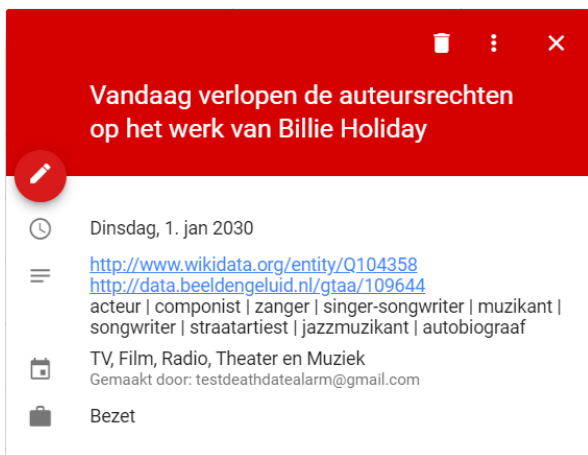 Vandaag verlopen de auteursrechten
op het werk van Billie Holiday
Dinsdag, 1. jan 2030
http://www.wikidata.org/entity/Q104358
http://data.beeldengeluid.nl/gtaa/109644
acteur | componist | zanger | singer-songwriter | muzikant |
songwriter | straatartiest | jazzmuzikant | autobiograaf
TV, Film, Radio, Theater en Muziek
Gemaakt door: testdeathdatealarm@gmail.com
Bezet